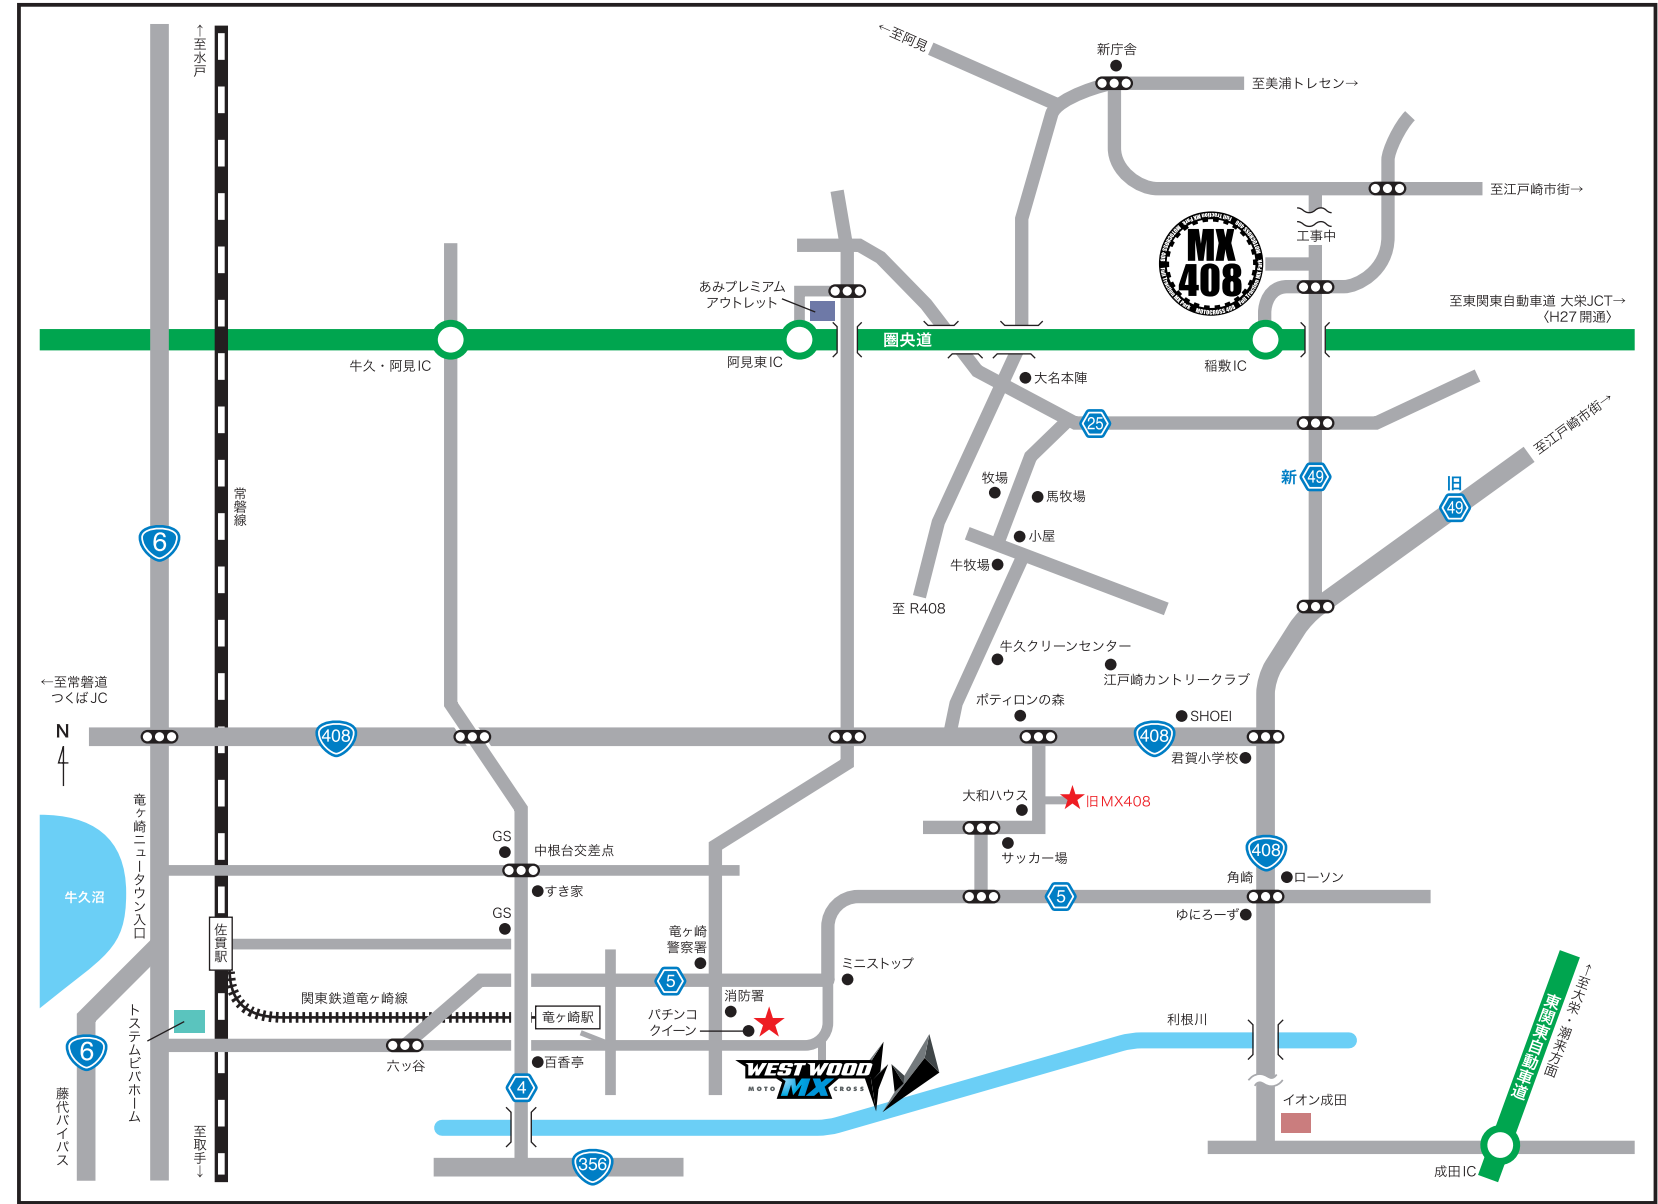 ←至水戸
←至阿見
新庁舎
至美浦トレセン→
至江戸崎市街→
工事中
MX
408
至東関東自動車道 大栄JCT→
〈H27 開通〉
あみプレミアム
アウトレット
圏央道
牛久・阿見IC
阿見東IC
稲敷IC
大名本陣
25
至江戸崎市街→
牧場
馬牧場
新
49
旧
49
常磐線
6
小屋
牛牧場
至 R408
牛久クリーンセンター
江戸崎カントリークラブ
←至常磐道
つくばJC
ポティロンの森
SHOEI
N
408
408
君賀小学校
大和ハウス
旧MX408
竜ヶ崎ニュータウン入口
GS
中根台交差点
サッカー場
408
角崎
ローソン
すき家
牛久沼
5
ゆにろーず
GS
佐貫駅
竜ヶ崎
警察署
ミニストップ
5
関東鉄道竜ヶ崎線
消防署
竜ヶ崎駅
パチンコ
クイーン
利根川
東関東自動車道
←至大栄・潮来方面
トステムビバホーム
6
六ッ谷
百香亭
WEST WOOD
MX
MOTO CROSS
4
藤代バイパス
至取手→
イオン成田
356
成田IC